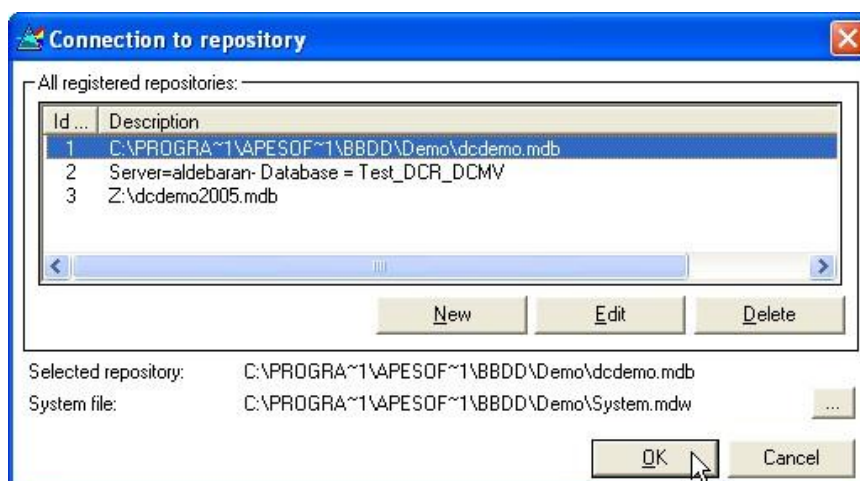 Connection to repository
All registered repositories:
Id ... Description
1 C:\PROGRA~1\APESOF~1\BBDD\Demo\dcdemo.mdb
2 Server=aldebaran- Database = Test_DCR_DCMV
3 Z:\dcdemo2005.mdb
New Edit Delete
Selected repository: C:\PROGRA~1\APESOF~1\BBDD\Demo\dcdemo.mdb
System file: C:\PROGRA~1\APESOF~1\BBDD\Demo\System.mdw ...
OK Cancel